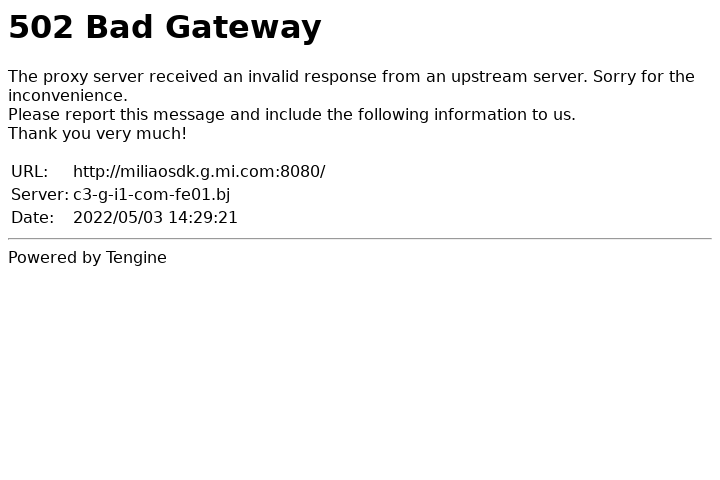 502 Bad Gateway
The proxy server received an invalid response from an upstream server. Sorry for the
inconvenience.
Please report this message and include the following information to us.
Thank you very much!
URL: http://miliaosdk.g.mi.com:8080/
Server: c3-g-i1-com-fe01.bj
Date: 2022/05/03 14:29:21
Powered by Tengine